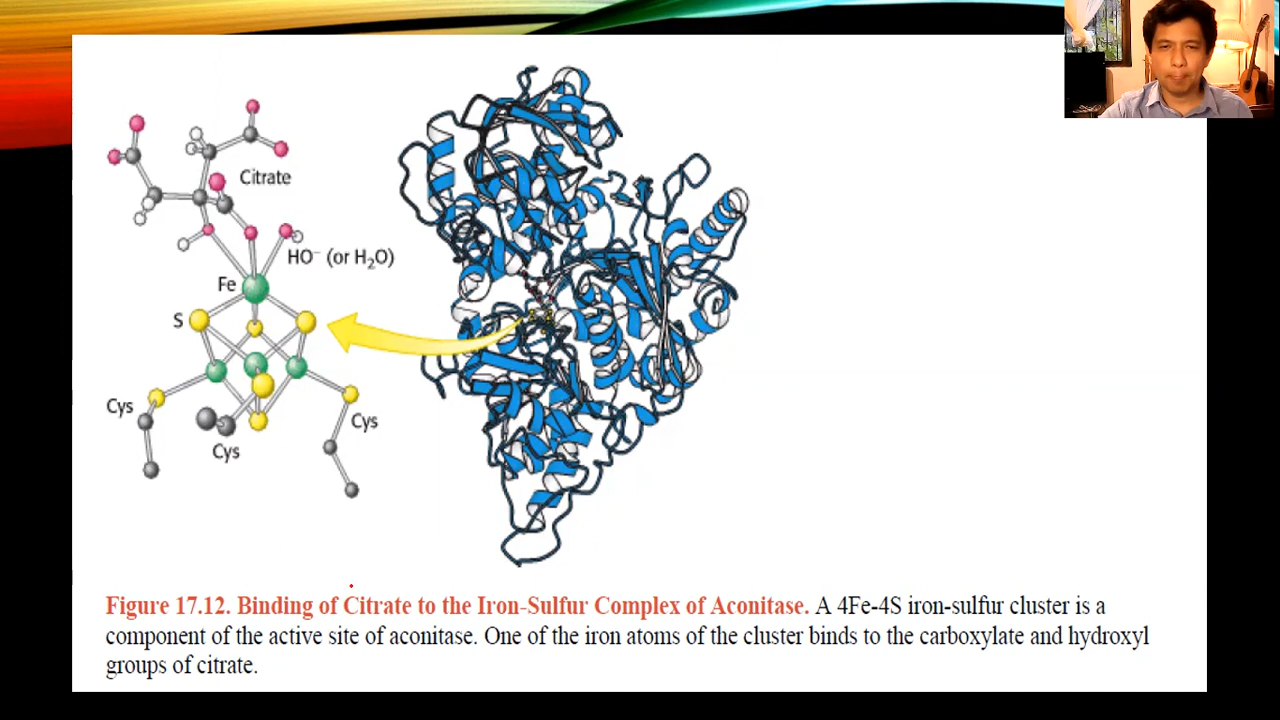 Citrate
HO⁻ (or H₂O)
Fe
S
Cys
Cys
Cys
Figure 17.12. Binding of Citrate to the Iron-Sulfur Complex of Aconitase. A 4Fe-4S iron-sulfur cluster is a
component of the active site of aconitase. One of the iron atoms of the cluster binds to the carboxylate and hydroxyl
groups of citrate.